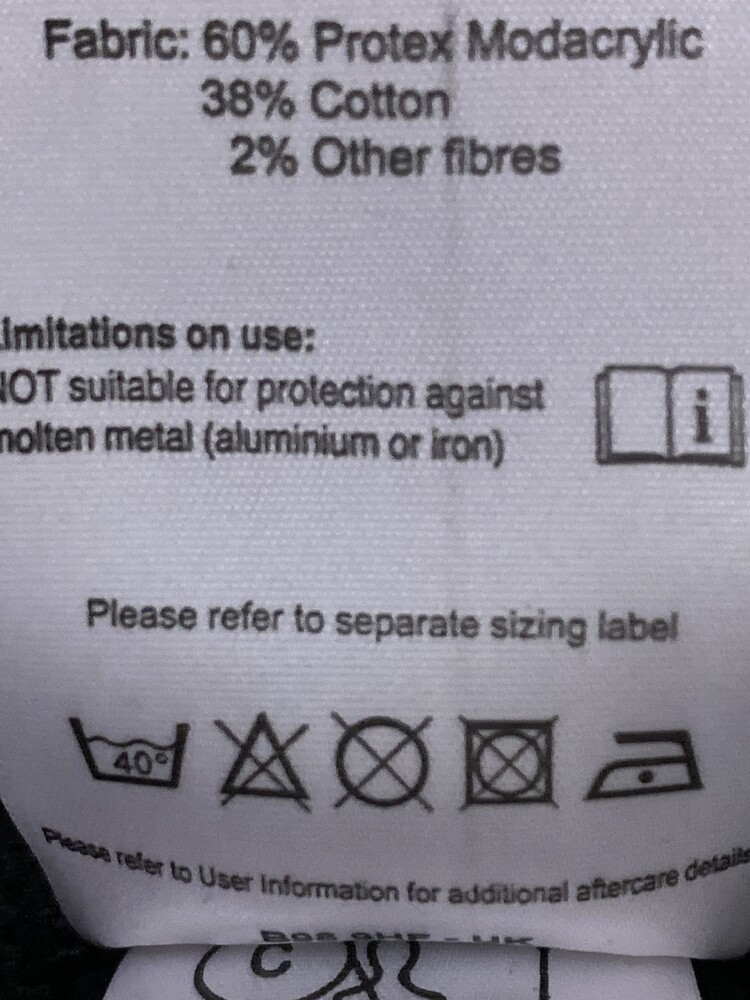 Fabric: 60% Protex Modacrylic
38% Cotton
2% Other fibres
Limitations on use:
NOT suitable for protection against
molten metal (aluminium or iron)
i
Please refer to separate sizing label
40°
Please refer to User Information for additional aftercare details